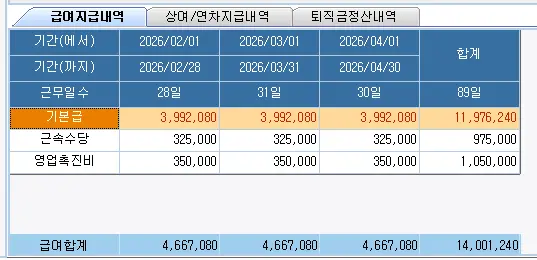 급여지급내역 상여/연차지급내역 퇴직금정산내역
기간(에서) 2026/02/01 2026/03/01 2026/04/01 합계
기간(까지) 2026/02/28 2026/03/31 2026/04/30
근무일수 28일 31일 30일 89일
기본급 3,992,080 3,992,080 3,992,080 11,976,240
근속수당 325,000 325,000 325,000 975,000
영업촉진비 350,000 350,000 350,000 1,050,000
급여합계 4,667,080 4,667,080 4,667,080 14,001,240